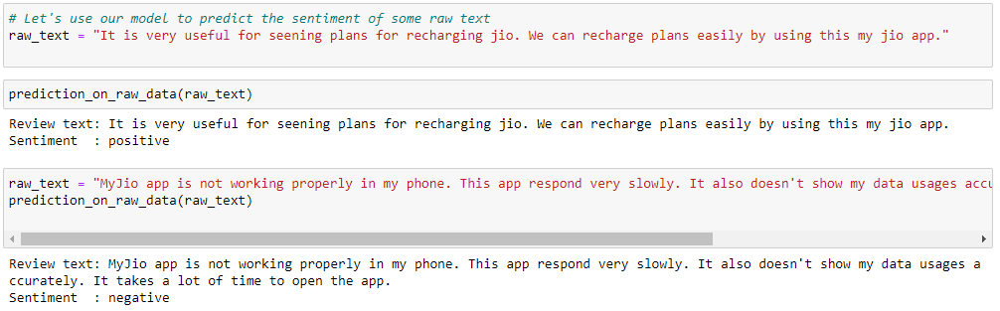 # Let's use our model to predict the sentiment of some raw text
raw_text = "It is very useful for seening plans for recharging jio. We can recharge plans easily by using this my jio app."
prediction_on_raw_data(raw_text)
Review text: It is very useful for seening plans for recharging jio. We can recharge plans easily by using this my jio app.
Sentiment  : positive
raw_text = "MyJio app is not working properly in my phone. This app respond very slowly. It also doesn't show my data usages accu
prediction_on_raw_data(raw_text)
Review text: MyJio app is not working properly in my phone. This app respond very slowly. It also doesn't show my data usages a
ccurately. It takes a lot of time to open the app.
Sentiment  : negative